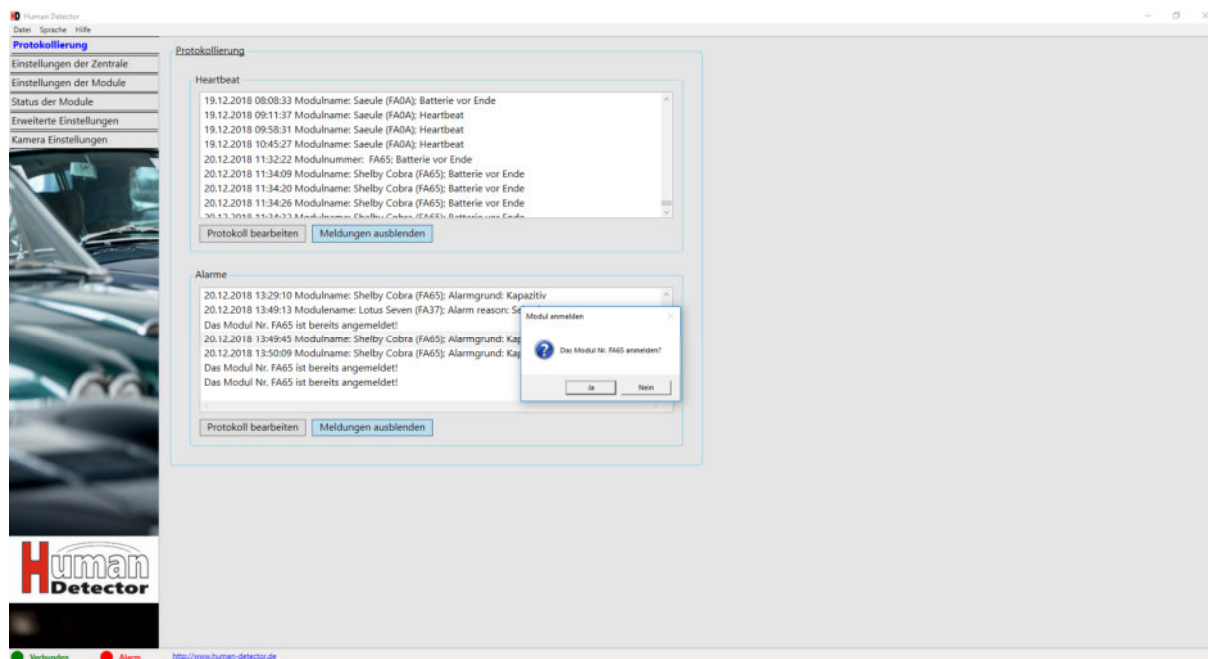 Human Detector
Datei Sprache Hilfe
Protokollierung
Einstellungen der Zentrale
Einstellungen der Module
Status der Module
Erweiterte Einstellungen
Kamera Einstellungen
Human
Detector
Protokollierung
Heartbeat
19.12.2018 08:08:33 Modulname: Saeule (FA0A); Batterie vor Ende
19.12.2018 09:11:37 Modulname: Saeule (FA0A); Heartbeat
19.12.2018 09:58:31 Modulname: Saeule (FA0A); Heartbeat
19.12.2018 10:45:27 Modulname: Saeule (FA0A); Heartbeat
20.12.2018 11:32:22 Modulnummer: FA65; Batterie vor Ende
20.12.2018 11:34:09 Modulname: Shelby Cobra (FA65); Batterie vor Ende
20.12.2018 11:34:20 Modulname: Shelby Cobra (FA65); Batterie vor Ende
20.12.2018 11:34:26 Modulname: Shelby Cobra (FA65); Batterie vor Ende
Protokoll bearbeiten Meldungen ausblenden
Alarme
20.12.2018 13:29:10 Modulname: Shelby Cobra (FA65); Alarmgrund: Kapazitiv
20.12.2018 13:49:13 Modulename: Lotus Seven (FA37); Alarm reason: Se
Das Modul Nr. FA65 ist bereits angemeldet!
20.12.2018 13:49:45 Modulname: Shelby Cobra (FA65); Alarmgrund: Kap
20.12.2018 13:50:09 Modulname: Shelby Cobra (FA65); Alarmgrund: Kap
Das Modul Nr. FA65 ist bereits angemeldet!
Das Modul Nr. FA65 ist bereits angemeldet!
Protokoll bearbeiten Meldungen ausblenden
Modul anmelden
Das Modul Nr. FA65 anmelden?
Ja Nein
Verbunden Alarm http://www.human-detector.de